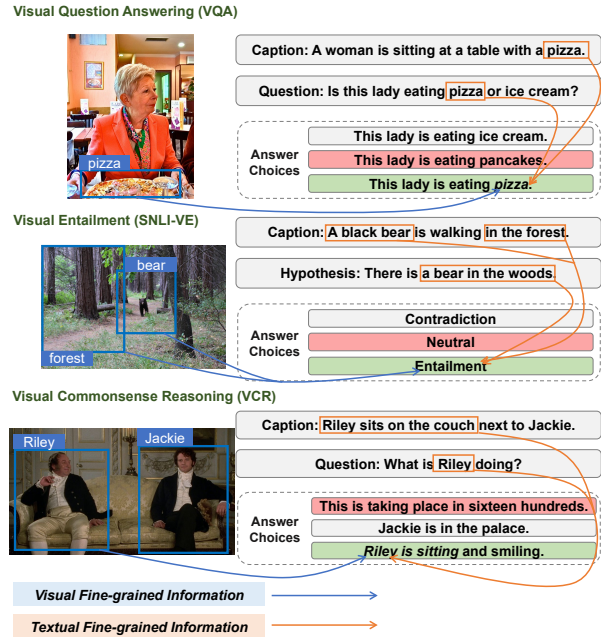 Visual Question Answering (VQA)
pizza
Caption: A woman is sitting at a table with a pizza.
Question: Is this lady eating pizza or ice cream?
Answer
Choices
This lady is eating ice cream.
This lady is eating pancakes.
This lady is eating pizza.
Visual Entailment (SNLI-VE)
bear
forest
Caption: A black bear is walking in the forest.
Hypothesis: There is a bear in the woods.
Answer
Choices
Contradiction
Neutral
Entailment
Visual Commonsense Reasoning (VCR)
Riley
Jackie
Caption: Riley sits on the couch next to Jackie.
Question: What is Riley doing?
Answer
Choices
This is taking place in sixteen hundreds.
Jackie is in the palace.
Riley is sitting and smiling.
Visual Fine-grained Information
Textual Fine-grained Information